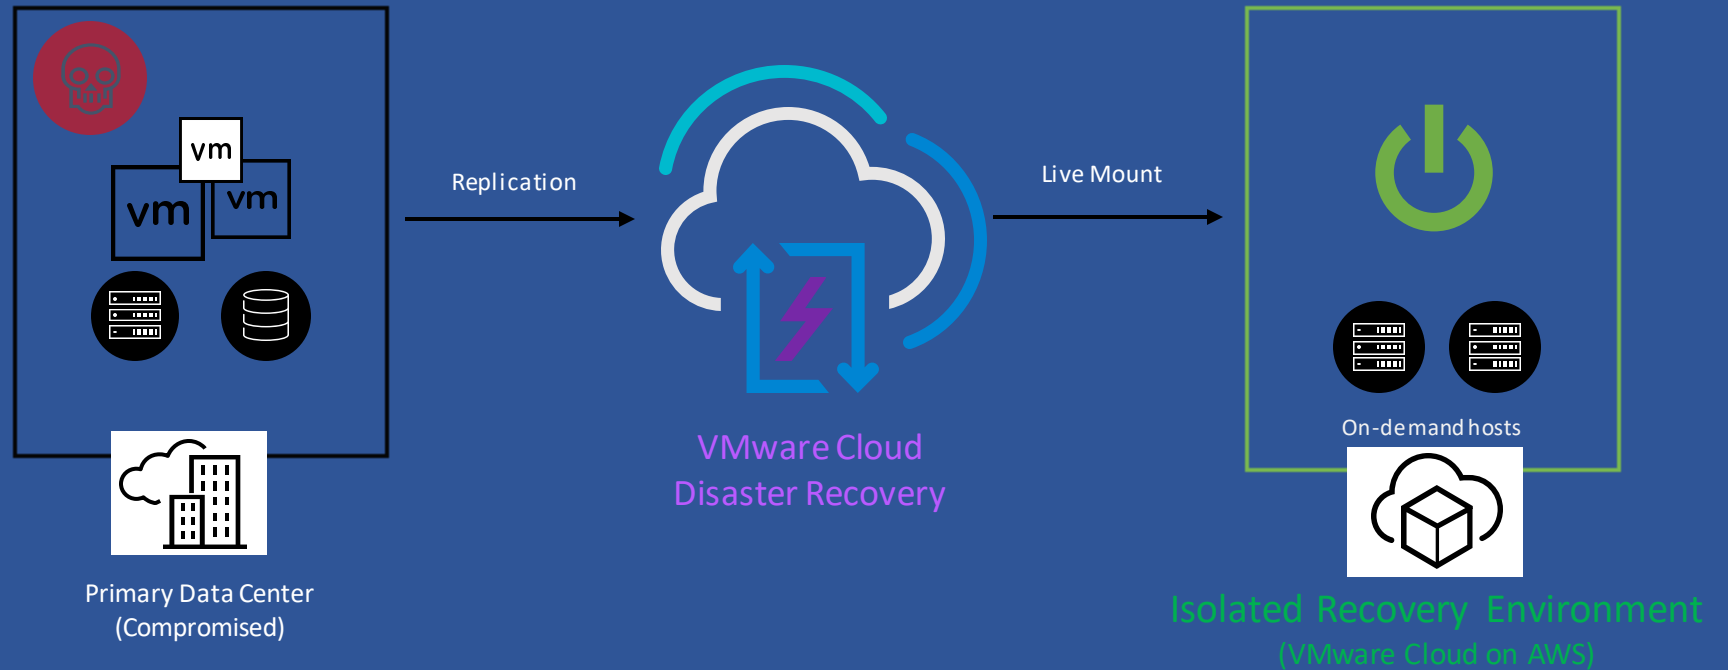 vm
vm
vm
Replication
Live Mount
VMware Cloud
Disaster Recovery
On-demand hosts
Primary Data Center
(Compromised)
Isolated Recovery Environment
(VMware Cloud on AWS)